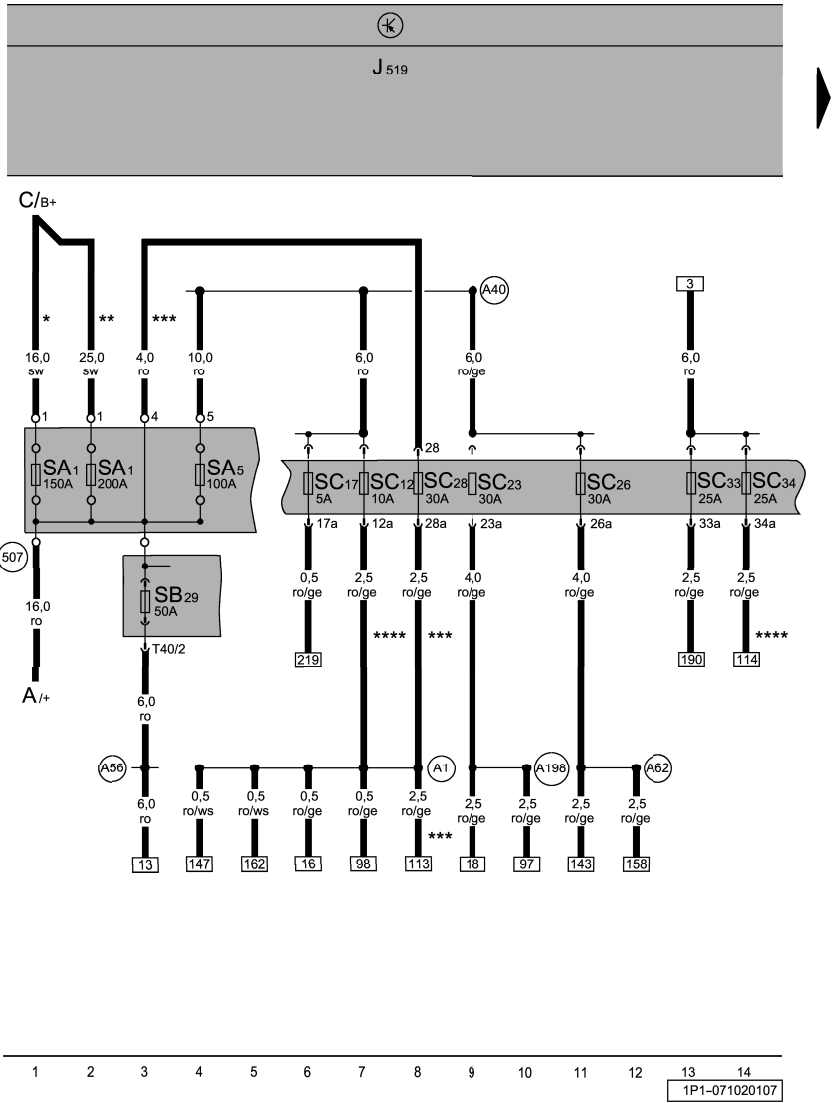 J 519
C/B+
A40
3
* ** ***
16,0 25,0 4,0 10,0 6,0 6,0 6,0
sw sw ro ro ro ro/ge ro
1 1 4 5
28
SA1 SA1 SA5
150A 200A 100A
SC17 SC12 SC28 SC23 SC26 SC33 SC34
5A 10A 30A 30A 30A 25A 25A
17a 12a 28a 23a 26a 33a 34a
507
0,5 2,5 2,5 4,0 4,0 2,5 2,5
ro/ge ro/ge ro/ge ro/ge ro/ge ro/ge ro/ge
SB29
50A
16,0
ro
**** *** ****
T40/2
219 190 114
A/+
6,0
ro
A56 A1 A198 A62
6,0 0,5 0,5 0,5 0,5 2,5 2,5 2,5 2,5 2,5
ro ro/ws ro/ws ro/ge ro/ge ro/ge ro/ge ro/ge ro/ge ro/ge
***
13 147 162 16 98 113 18 97 143 158
1 2 3 4 5 6 7 8 9 10 11 12 13 14
1P1-071020107